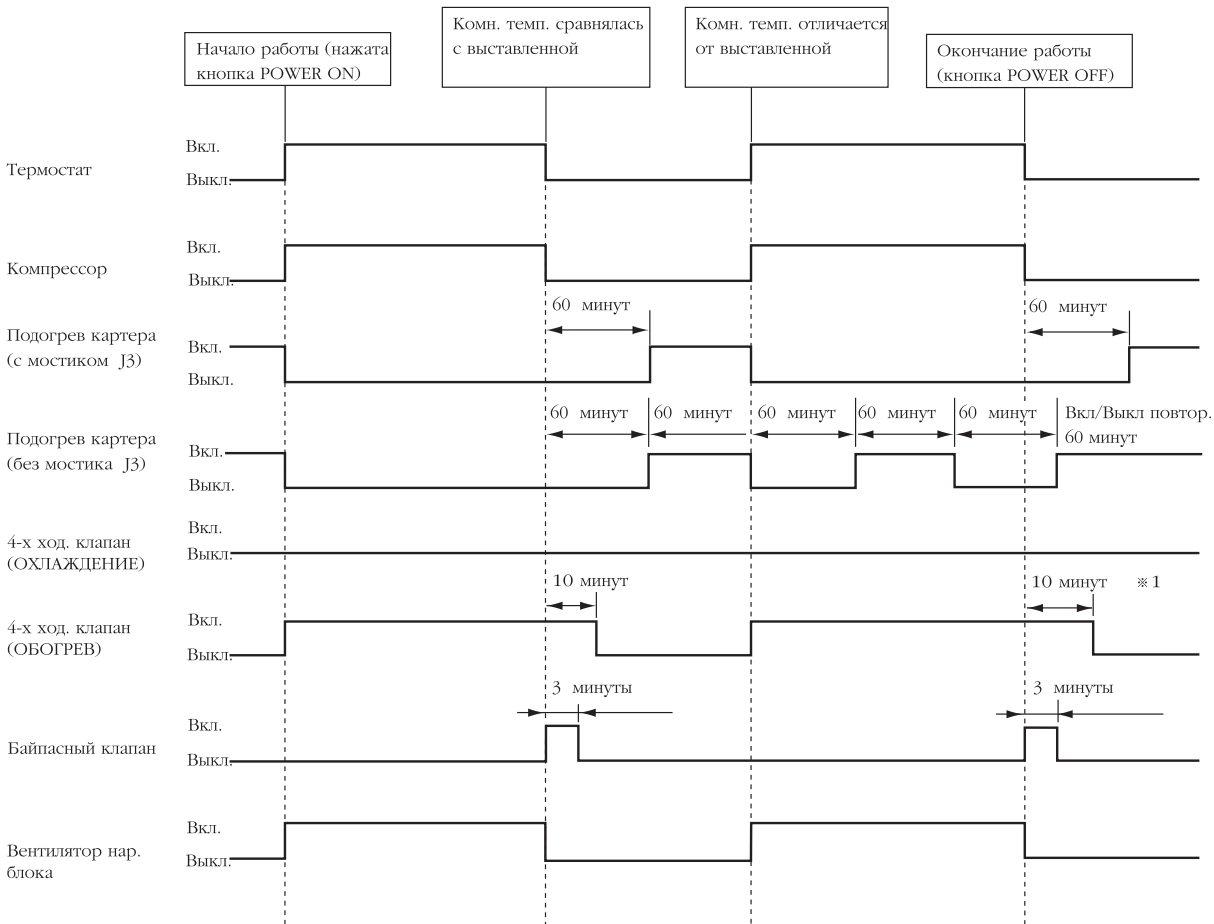 Начало работы (нажата
кнопка POWER ON)
Комн. темп. сравнялась
с выставленной
Комн. темп. отличается
от выставленной
Окончание работы
(кнопка POWER OFF)
Термостат
Вкл.
Выкл.
Компрессор
Вкл.
Выкл.
Подогрев картера
(с мостиком J3)
Вкл.
Выкл.
60 минут
60 минут
Подогрев картера
(без мостика J3)
Вкл.
Выкл.
60 минут
60 минут
60 минут
60 минут
60 минут
Вкл/Выкл повтор.
60 минут
4-х ход. клапан
(ОХЛАЖДЕНИЕ)
Вкл.
Выкл.
4-х ход. клапан
(ОБОГРЕВ)
Вкл.
Выкл.
10 минут
10 минут ※1
Байпасный клапан
Вкл.
Выкл.
3 минуты
3 минуты
Вентилятор нар.
блока
Вкл.
Выкл.